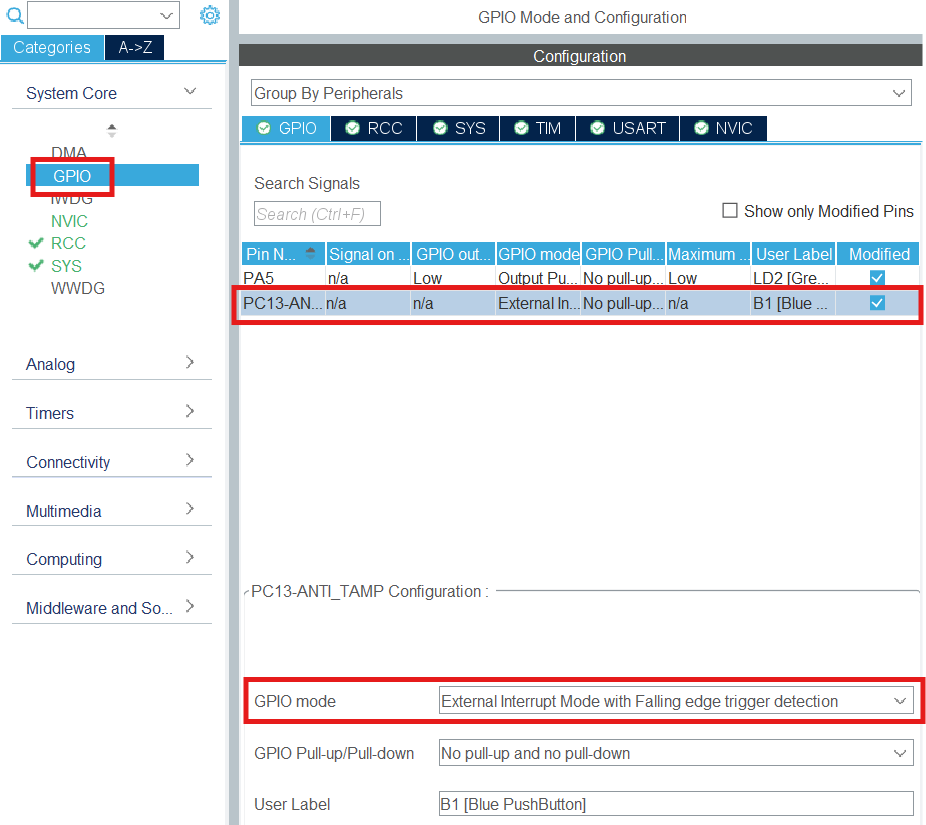 GPIO Mode and Configuration
Categories A->Z
Configuration
System Core
Group By Peripherals
DMA
GPIO
IWDG
NVIC
RCC
SYS
WWDG
Analog
Timers
Connectivity
Multimedia
Computing
Middleware and So...
GPIO RCC SYS TIM USART NVIC
Search Signals
Search (Ctrl+F)
Show only Modified Pins
Pin N... Signal on ... GPIO out... GPIO mode GPIO Pull... Maximum ... User Label Modified
PA5 n/a Low Output Pu... No pull-up... Low LD2 [Gre...
PC13-AN... n/a n/a External In... No pull-up... n/a B1 [Blue ...
PC13-ANTI_TAMP Configuration :
GPIO mode External Interrupt Mode with Falling edge trigger detection
GPIO Pull-up/Pull-down No pull-up and no pull-down
User Label B1 [Blue PushButton]